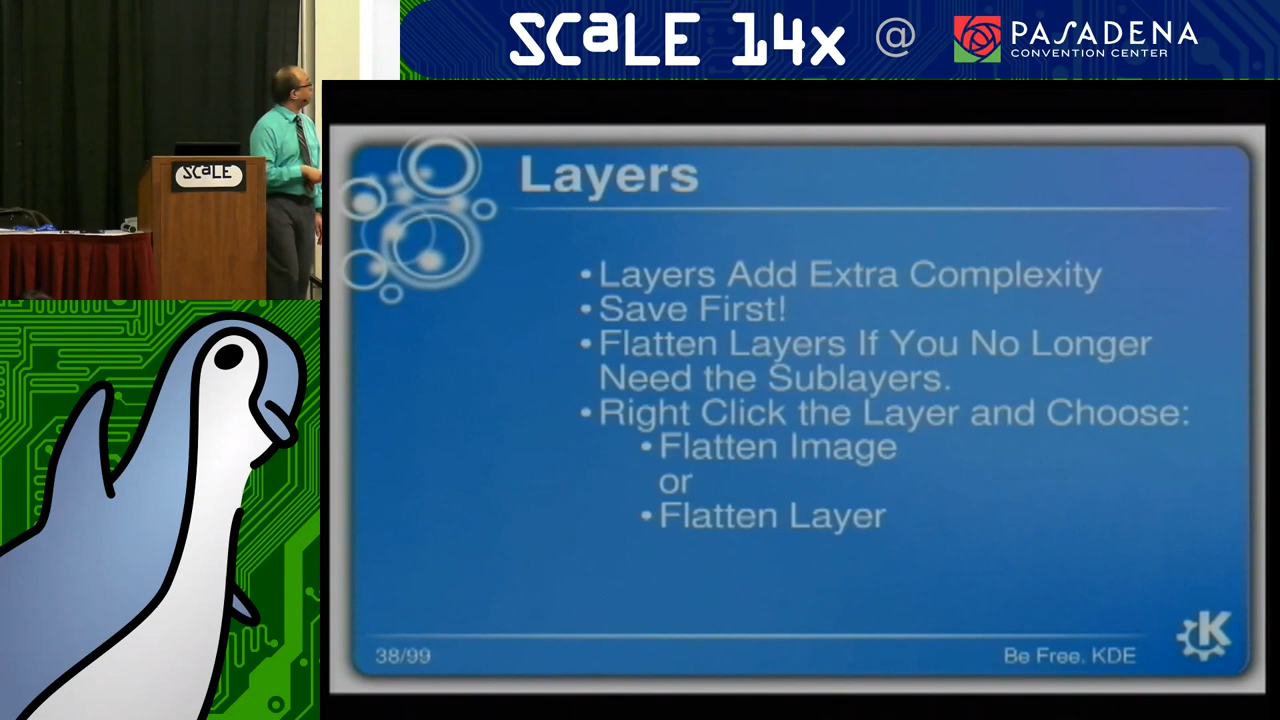 SCaLE 14x @ PASADENA
CONVENTION CENTER
SCALE
Layers
•Layers Add Extra Complexity
•Save First!
•Flatten Layers If You No Longer
Need the Sublayers.
•Right Click the Layer and Choose:
•Flatten Image
or
•Flatten Layer
38/99
Be Free. KDE
K